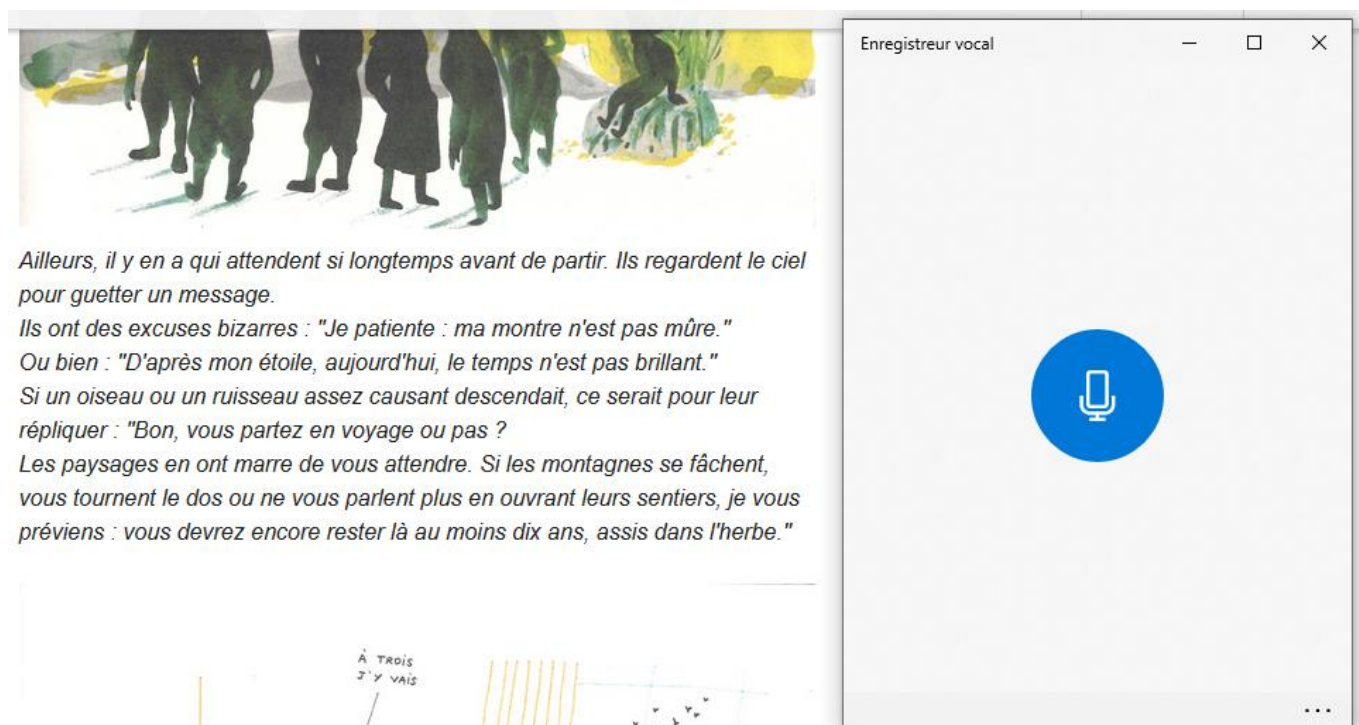 Enregistreur vocal
Ailleurs, il y en a qui attendent si longtemps avant de partir. Ils regardent le ciel
pour guetter un message.
Ils ont des excuses bizarres : "Je patiente : ma montre n'est pas mûre."
Ou bien : "D'après mon étoile, aujourd'hui, le temps n'est pas brillant."
Si un oiseau ou un ruisseau assez causant descendait, ce serait pour leur
répliquer : "Bon, vous partez en voyage ou pas ?
Les paysages en ont marre de vous attendre. Si les montagnes se fâchent,
vous tournent le dos ou ne vous parlent plus en ouvrant leurs sentiers, je vous
préviens : vous devrez encore rester là au moins dix ans, assis dans l'herbe."
À TROIS
J'Y VAIS